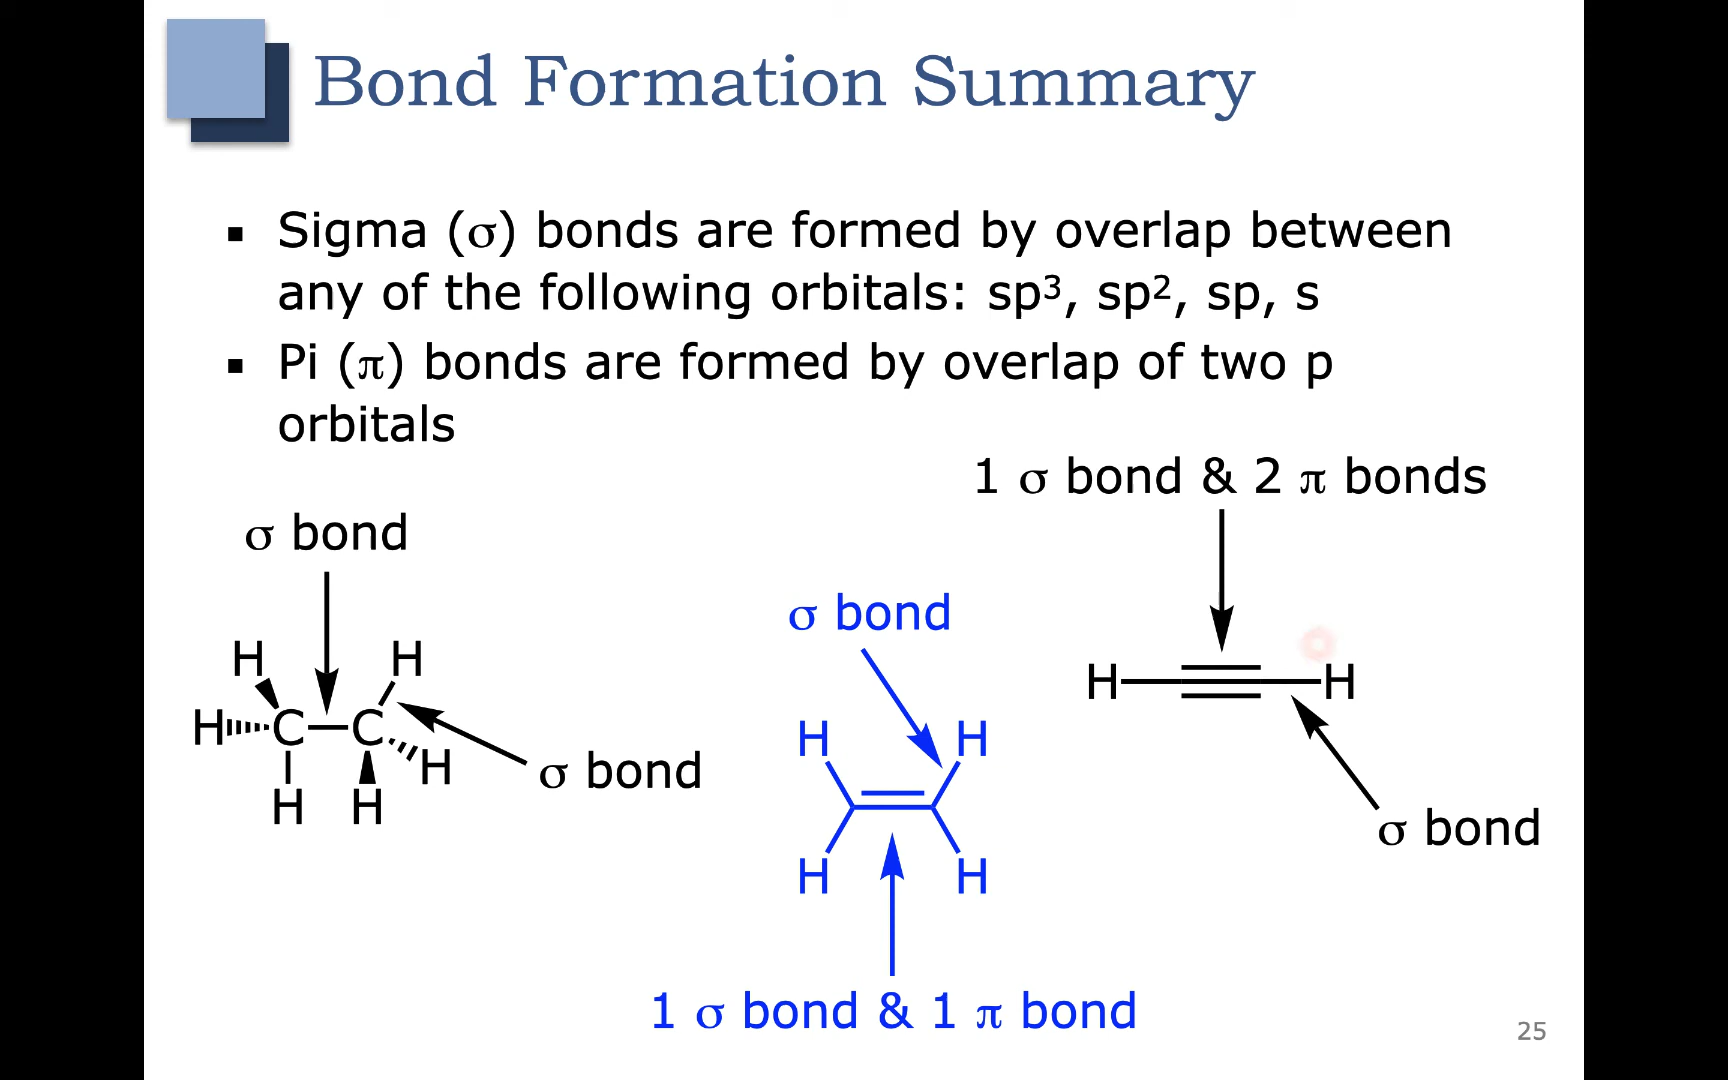 Bond Formation Summary
▪ Sigma (σ) bonds are formed by overlap between
any of the following orbitals: sp³, sp², sp, s
▪ Pi (π) bonds are formed by overlap of two p
orbitals
1 σ bond & 2 π bonds
σ bond
H H
H C C
H
H H
σ bond
σ bond
H H
H H
1 σ bond & 1 π bond
H H
σ bond
25